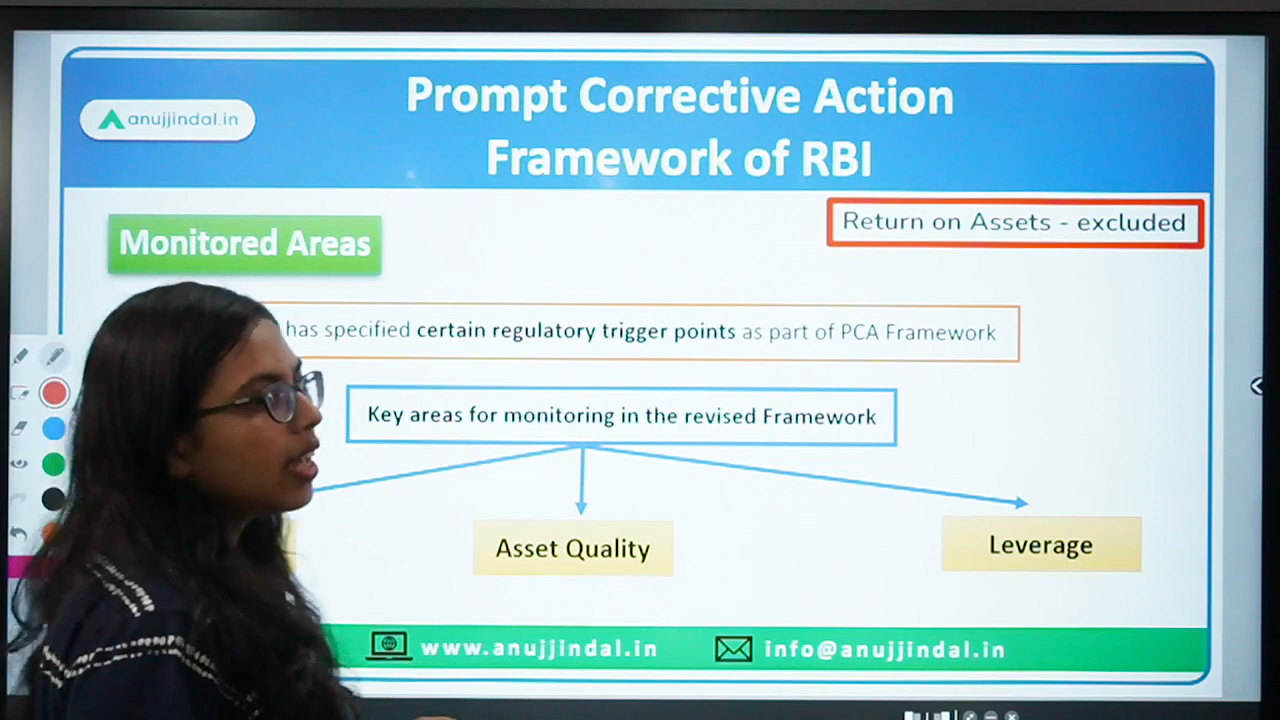 Prompt Corrective Action
Framework of RBI
anujjindal.in
Return on Assets - excluded
Monitored Areas
has specified certain regulatory trigger points as part of PCA Framework
Key areas for monitoring in the revised Framework
Asset Quality
Leverage
www.anujjindal.in
info@anujjindal.in